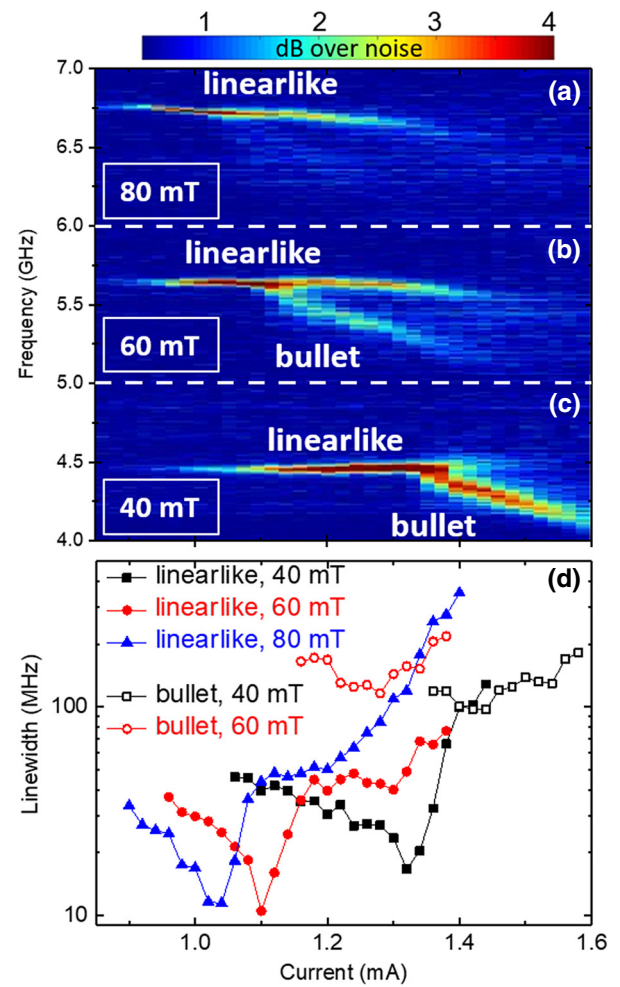 1 2 3 4
dB over noise
7.0
linearlike
(a)
6.5
80 mT
6.0
linearlike
(b)
Frequency (GHz)
5.5
60 mT
bullet
5.0
(c)
linearlike
4.5
40 mT
bullet
4.0
linearlike, 40 mT
(d)
linearlike, 60 mT
linearlike, 80 mT
bullet, 40 mT
100
bullet, 60 mT
Linewidth (MHz)
10
1.0 1.2 1.4 1.6
Current (mA)